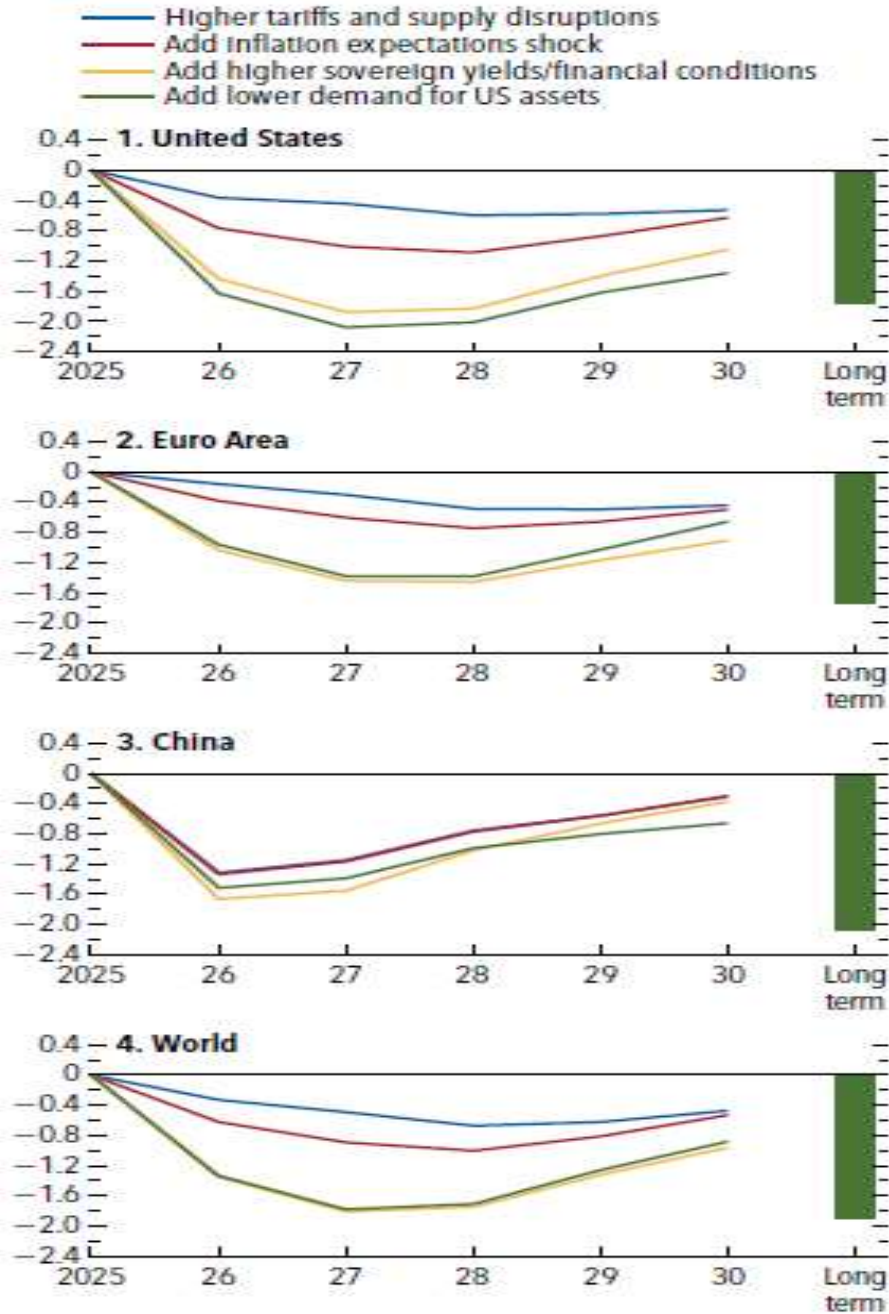 Higher tariffs and supply disruptions
Add inflation expectations shock
Add higher sovereign yields/financial conditions
Add lower demand for US assets
0.4 1. United States
0
−0.4
−0.8
−1.2
−1.6
−2.0
−2.4
2025 26 27 28 29 30 Long
term
0.4 2. Euro Area
0
−0.4
−0.8
−1.2
−1.6
−2.0
−2.4
2025 26 27 28 29 30 Long
term
0.4 3. China
0
−0.4
−0.8
−1.2
−1.6
−2.0
−2.4
2025 26 27 28 29 30 Long
term
0.4 4. World
0
−0.4
−0.8
−1.2
−1.6
−2.0
−2.4
2025 26 27 28 29 30 Long
term